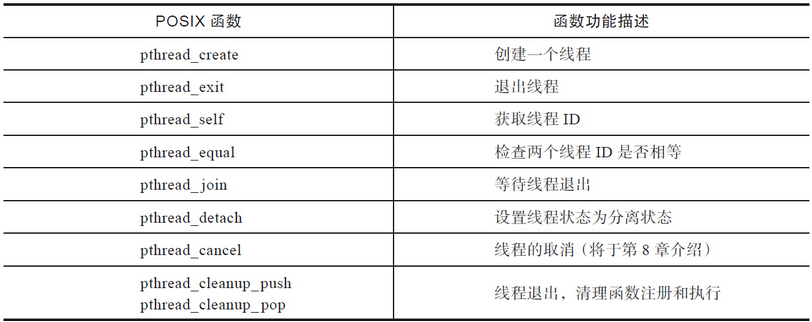 POSIX 函数 函数功能描述
pthread_create 创建一个线程
pthread_exit 退出线程
pthread_self 获取线程 ID
pthread_equal 检查两个线程 ID 是否相等
pthread_join 等待线程退出
pthread_detach 设置线程状态为分离状态
pthread_cancel 线程的取消（将于第 8 章介绍）
pthread_cleanup_push
pthread_cleanup_pop
线程退出，清理函数注册和执行